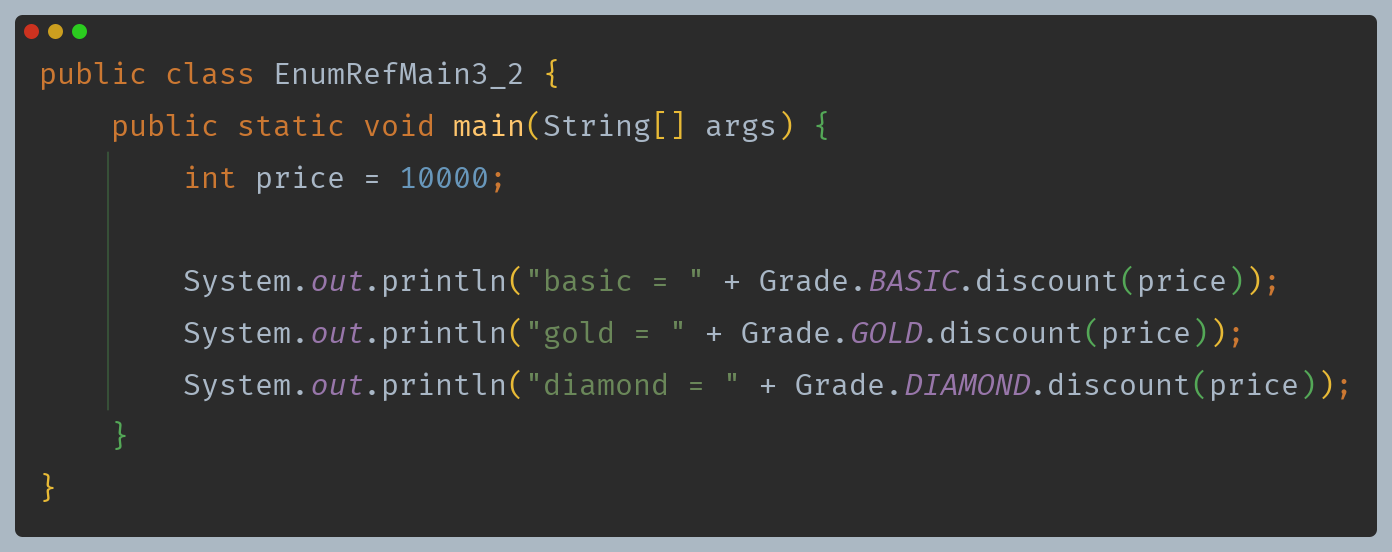 public class EnumRefMain3_2 {
    public static void main(String[] args) {
        int price = 10000;

        System.out.println("basic = " + Grade.BASIC.discount(price));
        System.out.println("gold = " + Grade.GOLD.discount(price));
        System.out.println("diamond = " + Grade.DIAMOND.discount(price));
    }
}